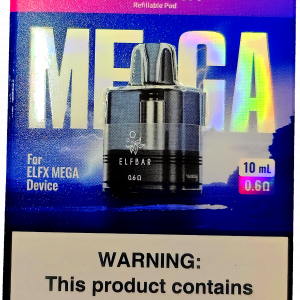 Refillable Pod
MEGA
For
ELFX MEGA
Device
ELFBAR
0.6Ω
10 mL
0.6Ω
WARNING:
This product contains